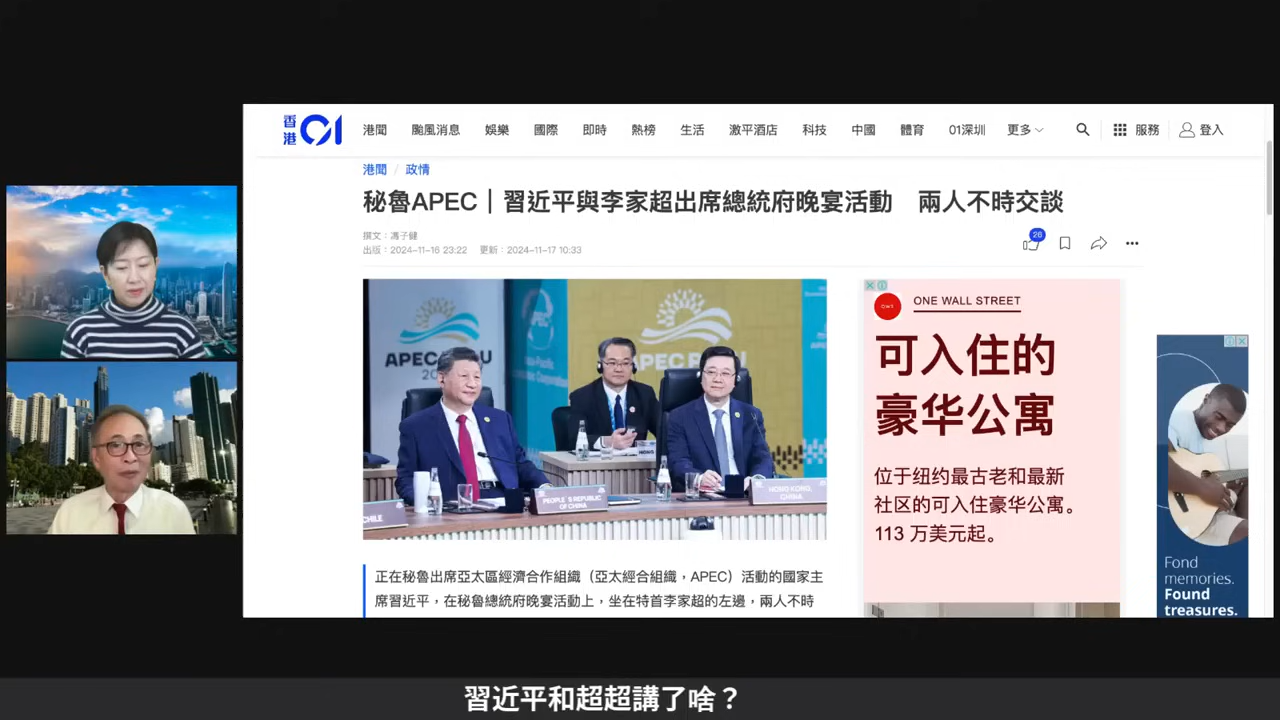 香港01
港聞 颱風消息 娛樂 國際 即時 熱榜 生活 激平酒店 科技 中國 體育 01深圳 更多 服務 登入
港聞 / 政情
秘魯APEC｜習近平與李家超出席總統府晚宴活動　兩人不時交談
撰文：馮子健
出版：2024-11-16 23:22 更新：2024-11-17 10:33
26
APEC PERU
CHILE
PEOPLE'S REPUBLIC
OF CHINA
HONG KONG,
CHINA
正在秘魯出席亞太區經濟合作組織（亞太經合組織，APEC）活動的國家主
席習近平，在秘魯總統府晚宴活動上，坐在特首李家超的左邊，兩人不時
ONE WALL STREET
可入住的
豪华公寓
位于纽约最古老和最新
社区的可入住豪华公寓。
113 万美元起。
Fond
memories.
Found
treasures.
習近平和超超講了啥？